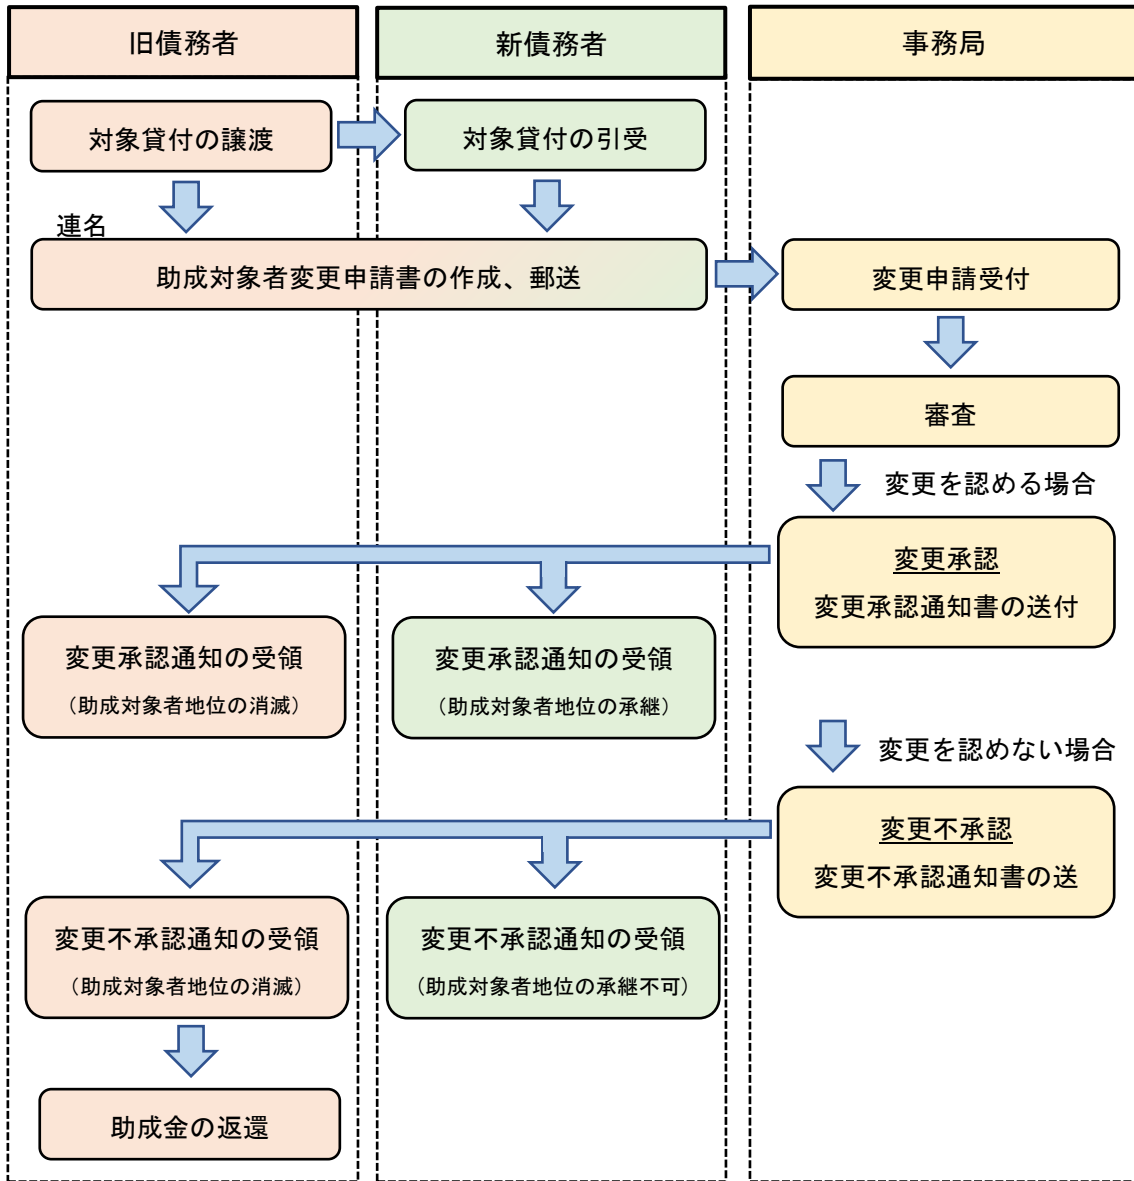 旧債務者
新債務者
事務局
対象貸付の譲渡
対象貸付の引受
連名
助成対象者変更申請書の作成、郵送
変更申請受付
審査
変更を認める場合
変更承認
変更承認通知書の送付
変更承認通知の受領
（助成対象者地位の消滅）
変更承認通知の受領
（助成対象者地位の承継）
変更を認めない場合
変更不承認
変更不承認通知書の送
変更不承認通知の受領
（助成対象者地位の消滅）
変更不承認通知の受領
（助成対象者地位の承継不可）
助成金の返還